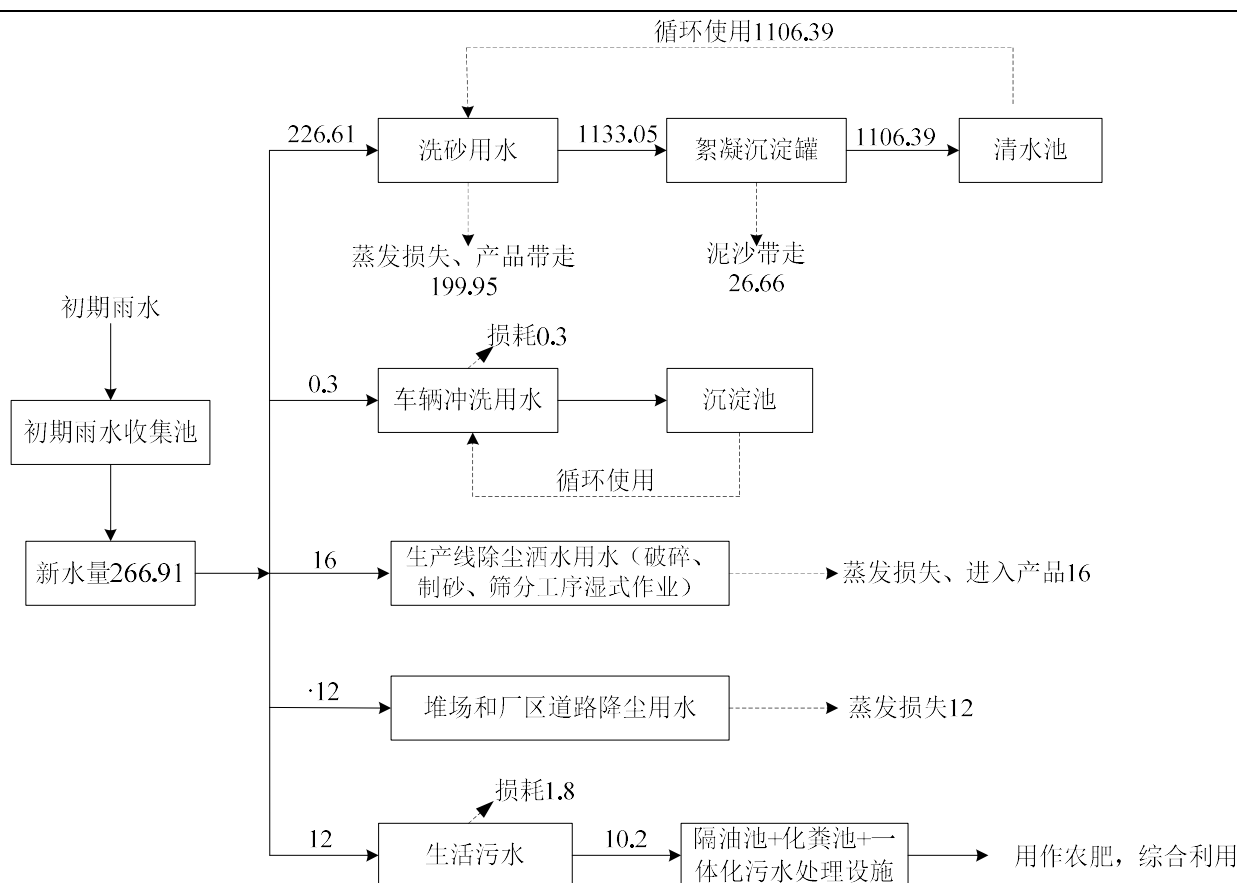 循环使用1106.39
226.61
洗砂用水
1133.05
絮凝沉淀罐
1106.39
清水池
蒸发损失、产品带走
199.95
泥沙带走
26.66
初期雨水
损耗0.3
0.3
车辆冲洗用水
沉淀池
初期雨水收集池
循环使用
新水量266.91
16
生产线除尘洒水用水（破碎、
制砂、筛分工序湿式作业）
蒸发损失、进入产品16
·12
堆场和厂区道路降尘用水
蒸发损失12
损耗1.8
12
生活污水
10.2
隔油池+化粪池+一
体化污水处理设施
用作农肥，综合利用